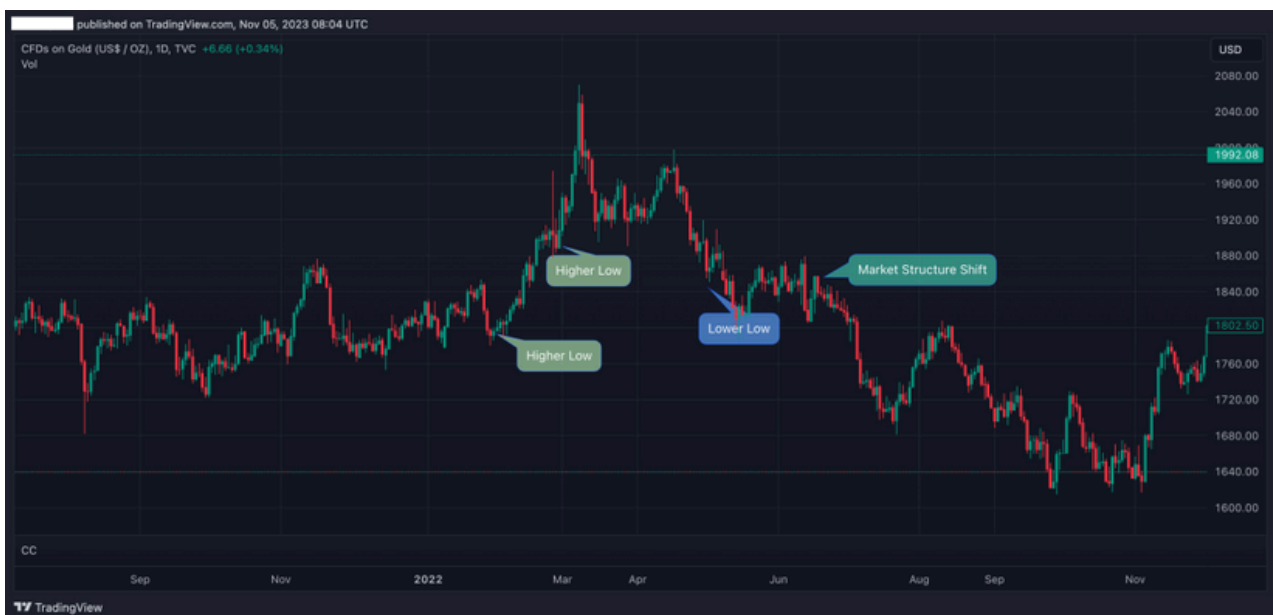 published on TradingView.com, Nov 05, 2023 08:04 UTC
CFDs on Gold (US$ / OZ), 1D, TVC +6.66 (+0.34%)
Vol
USD
2080.00
2040.00
1992.08
1960.00
1920.00
1880.00
1840.00
1802.50
1760.00
1720.00
1680.00
1640.00
1600.00
Higher Low
Market Structure Shift
Lower Low
Higher Low
CC
Sep Nov 2022 Mar Apr Jun Aug Sep Nov
TradingView